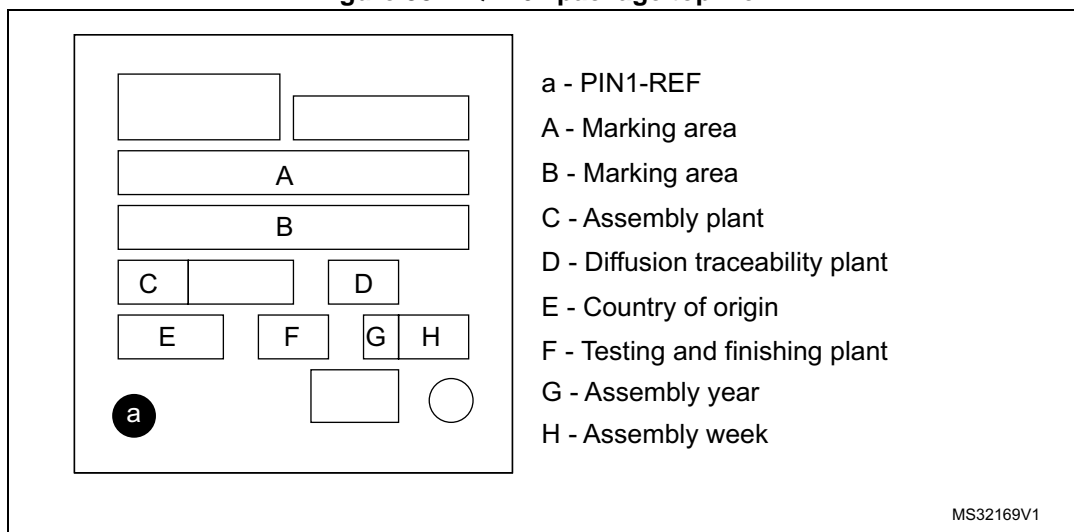 a - PIN1-REF
A - Marking area
B - Marking area
C - Assembly plant
D - Diffusion traceability plant
E - Country of origin
F - Testing and finishing plant
G - Assembly year
H - Assembly week
A
B
C D
E F G H
a
MS32169V1